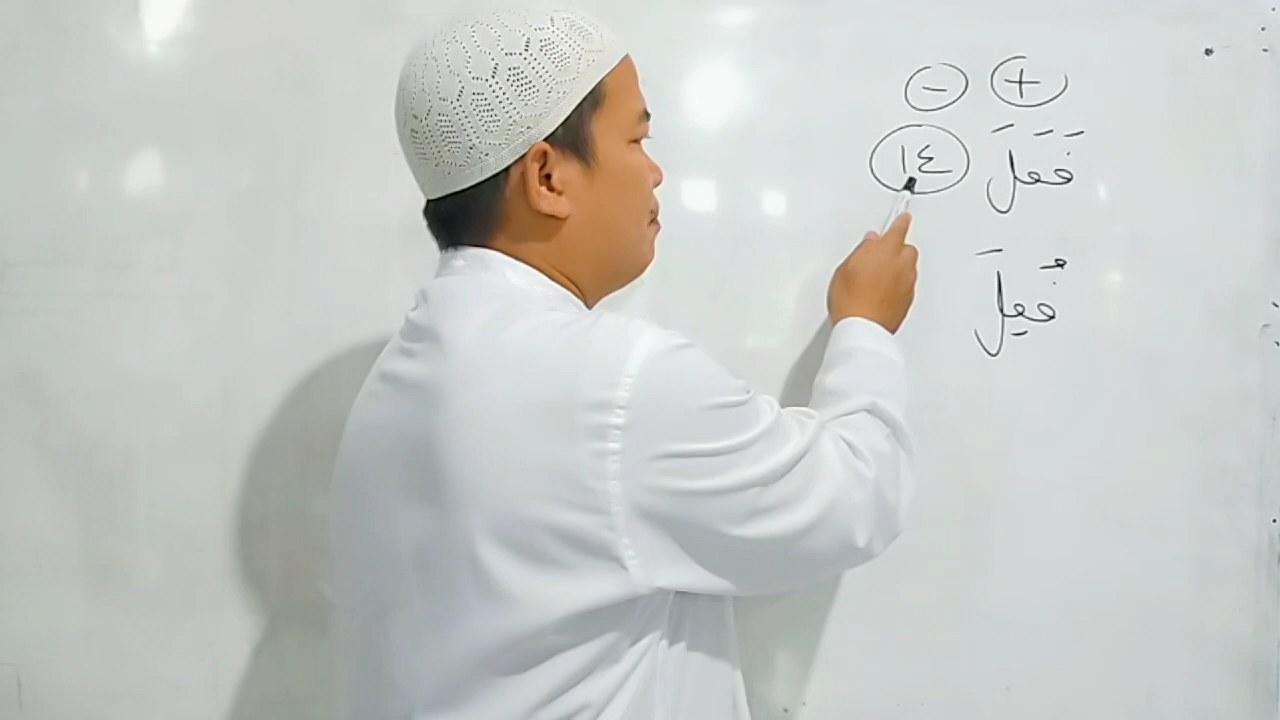 + -
فَعَلَ ١٤
فُعِلَ